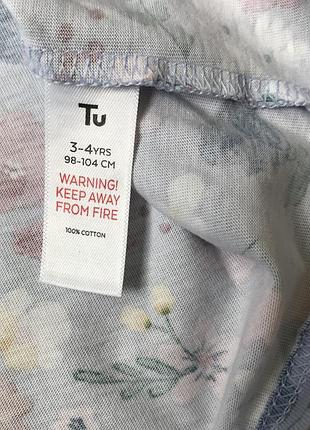 Tu
3-4YRS
98-104 CM
WARNING!
KEEP AWAY
FROM FIRE
100% COTTON